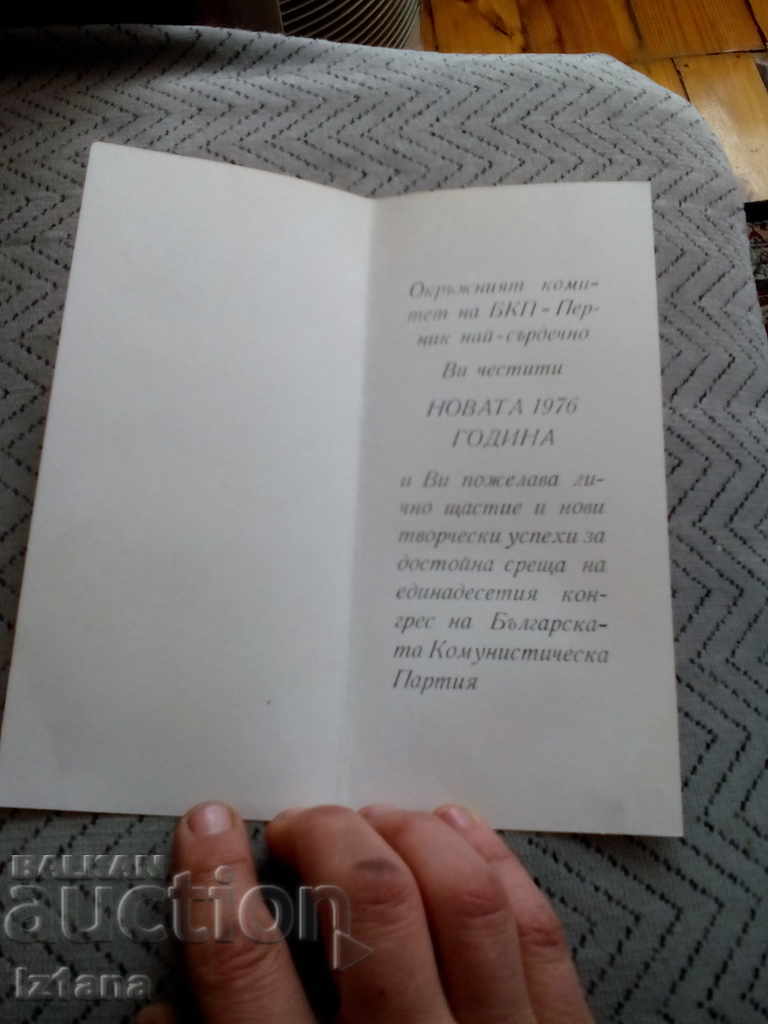 Окръжният коми-
тет на БКП - Пер-
ник най-сърдечно
Ви честити
НОВАТА 1976
ГОДИНА
и Ви пожелава ли-
чно щастие и нови
творчески успехи за
достойна среща на
единадесетия кон-
грес на Българска-
та Комунистическа
Партия
BALKAN
auction
Iztana